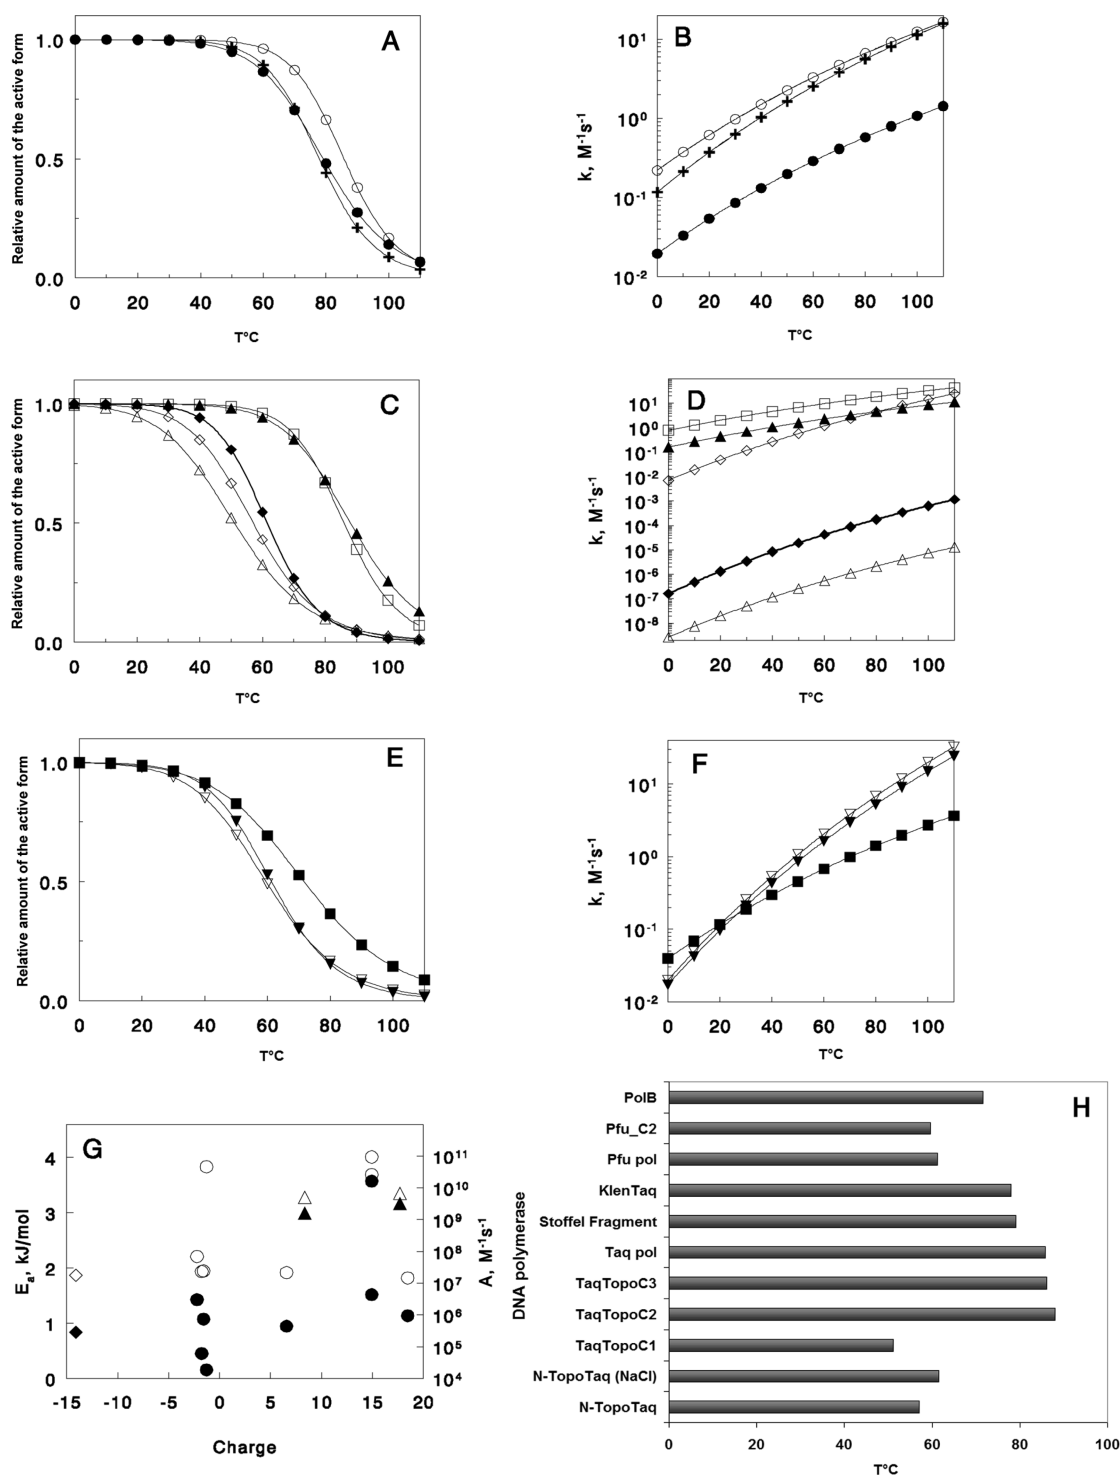 A
Relative amount of the active form
1.0
0.5
0.0
0 20 40 60 80 100
T°C
B
k, M⁻¹s⁻¹
10¹
10⁰
10⁻¹
10⁻²
0 20 40 60 80 100
T°C
C
Relative amount of the active form
1.0
0.5
0.0
0 20 40 60 80 100
T°C
D
k, M⁻¹s⁻¹
10¹
10⁰
10⁻¹
10⁻²
10⁻³
10⁻⁴
10⁻⁵
10⁻⁶
10⁻⁷
10⁻⁸
0 20 40 60 80 100
T°C
E
Relative amount of the active form
1.0
0.5
0.0
0 20 40 60 80 100
T°C
F
k, M⁻¹s⁻¹
10¹
10⁰
10⁻¹
10⁻²
0 20 40 60 80 100
T°C
G
Eₐ, kJ/mol
4
3
2
1
0
-15 -10 -5 0 5 10 15 20
Charge
A, M⁻¹s⁻¹
10¹¹
10¹⁰
10⁹
10⁸
10⁷
10⁶
10⁵
10⁴
H
DNA polymerase
PolB
Pfu_C2
Pfu pol
KlenTaq
Stoffel Fragment
Taq pol
TaqTopoC3
TaqTopoC2
TaqTopoC1
N-TopoTaq (NaCl)
N-TopoTaq
0 20 40 60 80 100
T°C